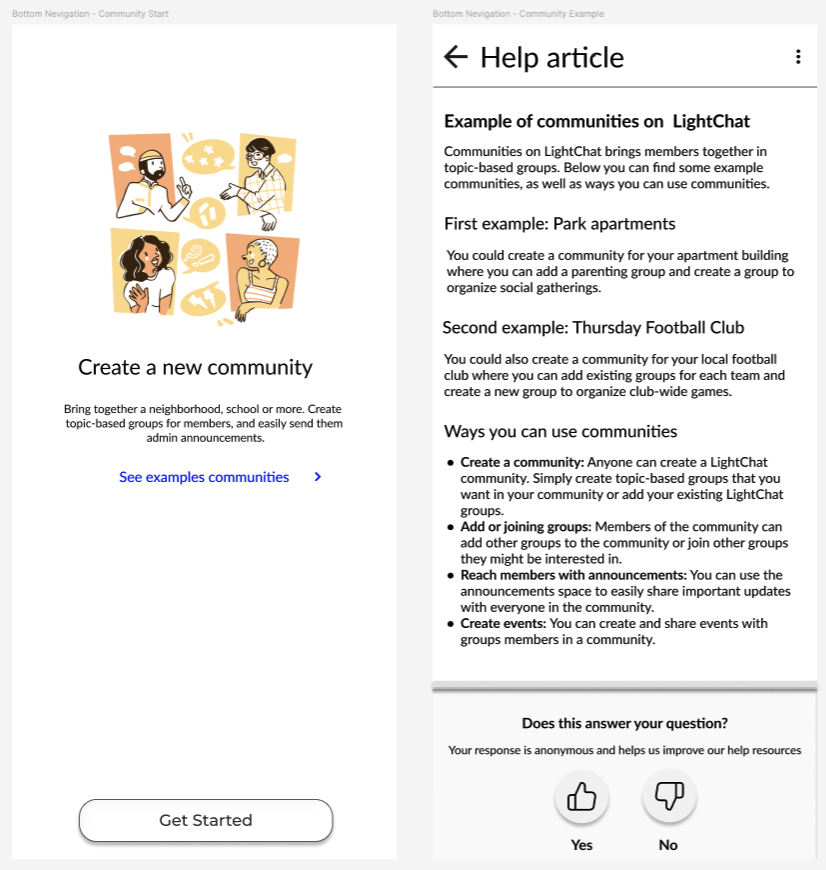 Bottom Nevigation - Community Start
Create a new community
Bring together a neighborhood, school or more. Create
topic-based groups for members, and easily send them
admin announcements.
See examples communities
Get Started
Bottom Nevigation - Community Example
Help article
Example of communities on LightChat
Communities on LightChat brings members together in
topic-based groups. Below you can find some example
communities, as well as ways you can use communities.
First example: Park apartments
You could create a community for your apartment building
where you can add a parenting group and create a group to
organize social gatherings.
Second example: Thursday Football Club
You could also create a community for your local football
club where you can add existing groups for each team and
create a new group to organize club-wide games.
Ways you can use communities
• Create a community: Anyone can create a LightChat
community. Simply create topic-based groups that you
want in your community or add your existing LightChat
groups.
• Add or joining groups: Members of the community can
add other groups to the community or join other groups
they might be interested in.
• Reach members with announcements: You can use the
announcements space to easily share important updates
with everyone in the community.
• Create events: You can create and share events with
groups members in a community.
Does this answer your question?
Your response is anonymous and helps us improve our help resources
Yes
No